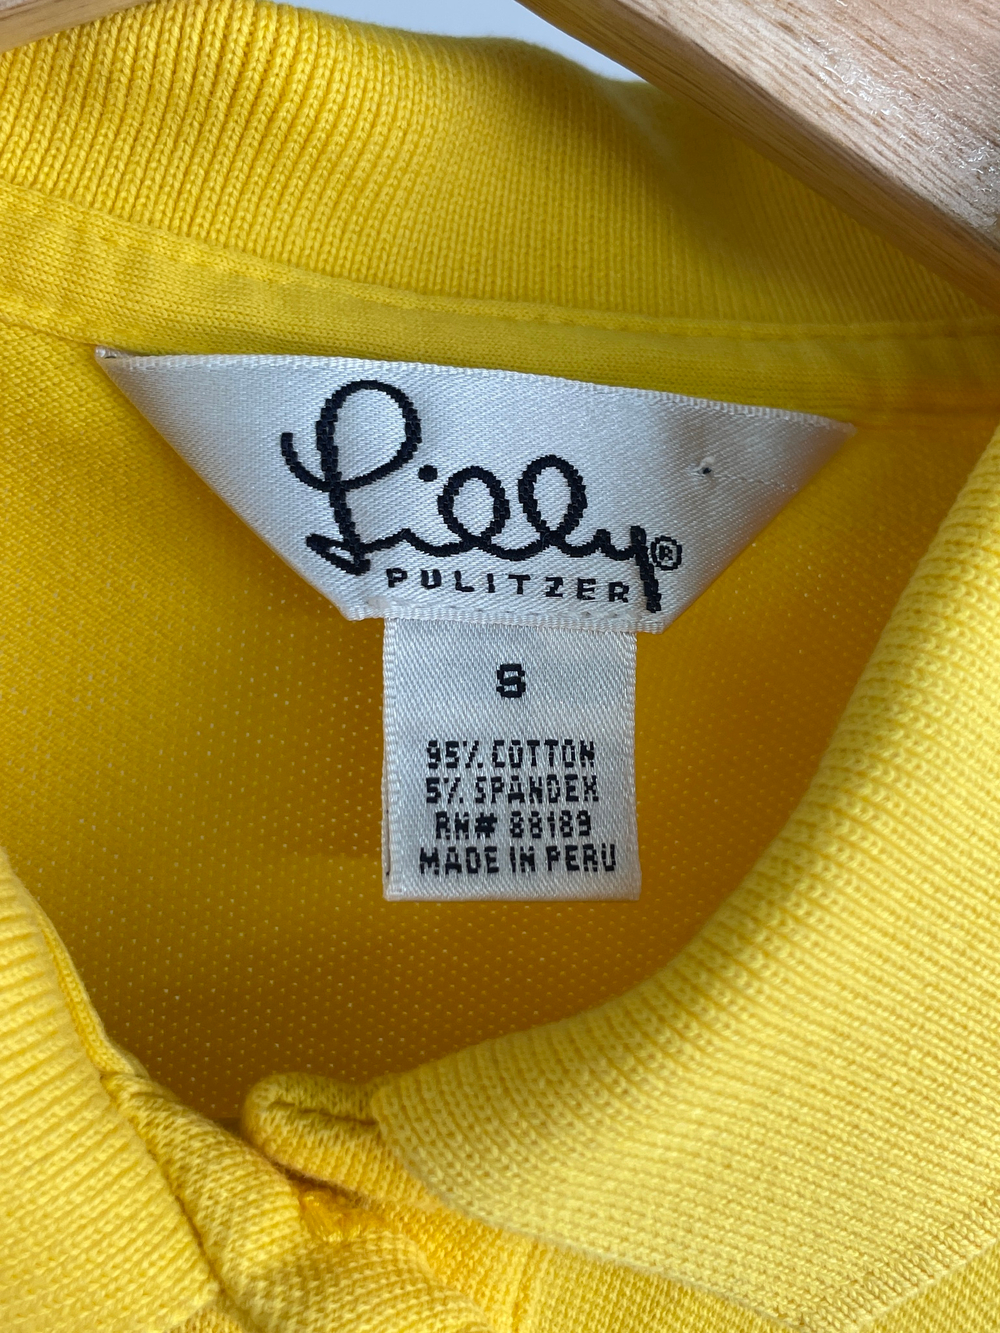 Lilly®
PULITZER
S
95% COTTON
5% SPANDEX
RN# 88189
MADE IN PERU